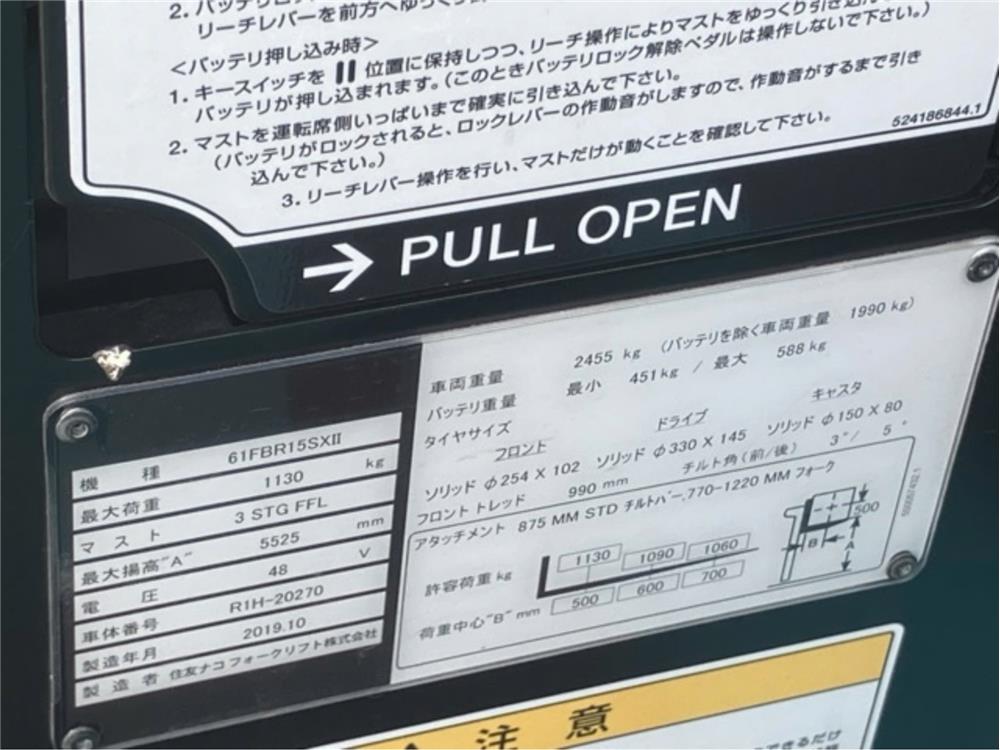 2. バッテリロ
リーチレバーを前方へゆっくり
<バッテリ押し込み時>
1. キースイッチを 位置に保持しつつ、リーチ操作によりマストをゆっくり引き込ん
バッテリが押し込まれます。(このときバッテリロック解除ペダルは操作しないで下さい。)
2. マストを運転席側いっぱいまで確実に引き込んで下さい。
(バッテリがロックされると、ロックレバーの作動音がしますので、作動音がするまで引き
込んで下さい。)
3. リーチレバー操作を行い、マストだけが動くことを確認して下さい。
524186844.1
→ PULL OPEN
機 種 61FBR15SXII
最大荷重 1130 kg
マスト 3 STG FFL
最大揚高"A" 5525 mm
電 圧 48 V
車体番号 R1H-20270
製造年月 2019.10
製造者 住友ナコフォークリフト株式会社
車両重量 2455 kg (バッテリを除く車両重量 1990 kg)
バッテリ重量 最小 451kg / 最大 588 kg
タイヤサイズ
フロント ドライブ キャスタ
ソリッド φ254 X 102 ソリッド φ330 X 145 ソリッド φ150 X 80
フロントトレッド 990 mm チルト角(前/後) 3°/ 5°
アタッチメント 875 MM STD チルトバー,770-1220 MM フォーク
許容荷重 kg 1130 1090 1060
荷重中心"B" mm 500 600 700
500
A
B
注 意
できるだけ